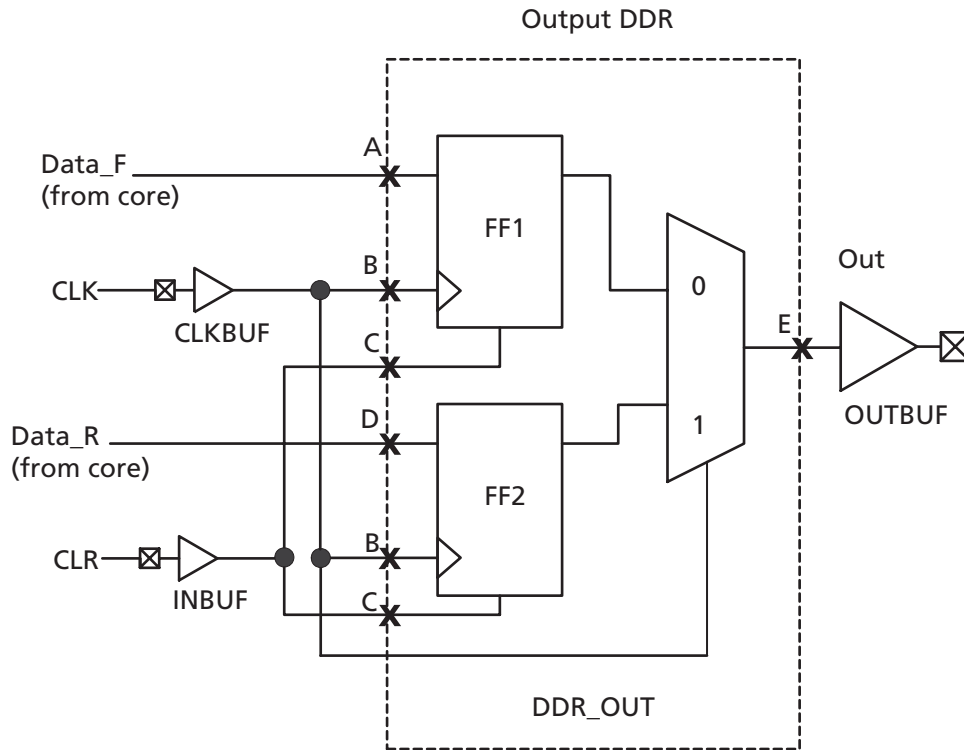 Output DDR
A
Data_F
(from core)
FF1
B
CLK
CLKBUF
C
0
Out
E
OUTBUF
D
Data_R
(from core)
1
FF2
B
CLR
INBUF
C
DDR_OUT